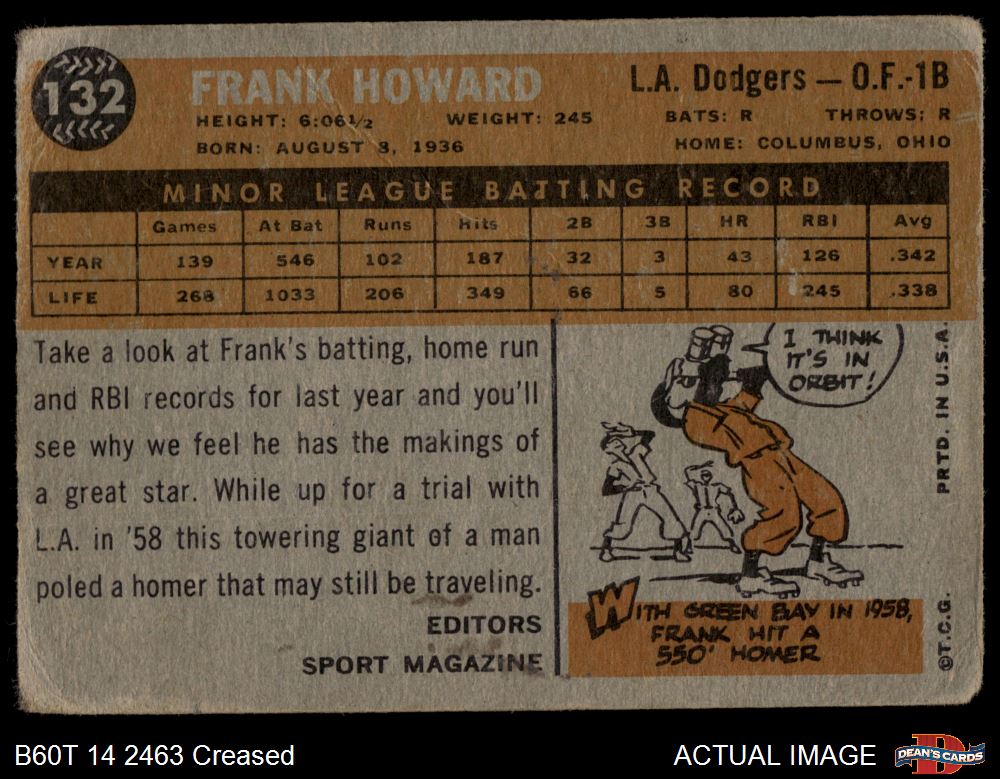 132
FRANK HOWARD
L.A. Dodgers — O.F.-1B
HEIGHT: 6:06½ WEIGHT: 245 BATS: R THROWS: R
BORN: AUGUST 8, 1936 HOME: COLUMBUS, OHIO
MINOR LEAGUE BATTING RECORD
Games At Bat Runs Hits 2B 3B HR RBI Avg
YEAR 139 546 102 187 32 3 43 126 .342
LIFE 268 1033 206 349 66 5 80 245 .338
Take a look at Frank's batting, home run
and RBI records for last year and you'll
see why we feel he has the makings of
a great star. While up for a trial with
L.A. in '58 this towering giant of a man
poled a homer that may still be traveling.
EDITORS
SPORT MAGAZINE
I THINK
IT'S IN
ORBIT!
WITH GREEN BAY IN 1958,
FRANK HIT A
550' HOMER
PRTD. IN U.S.A.
©T.C.G.
B60T 14 2463 Creased
ACTUAL IMAGE
DEAN'S CARDS